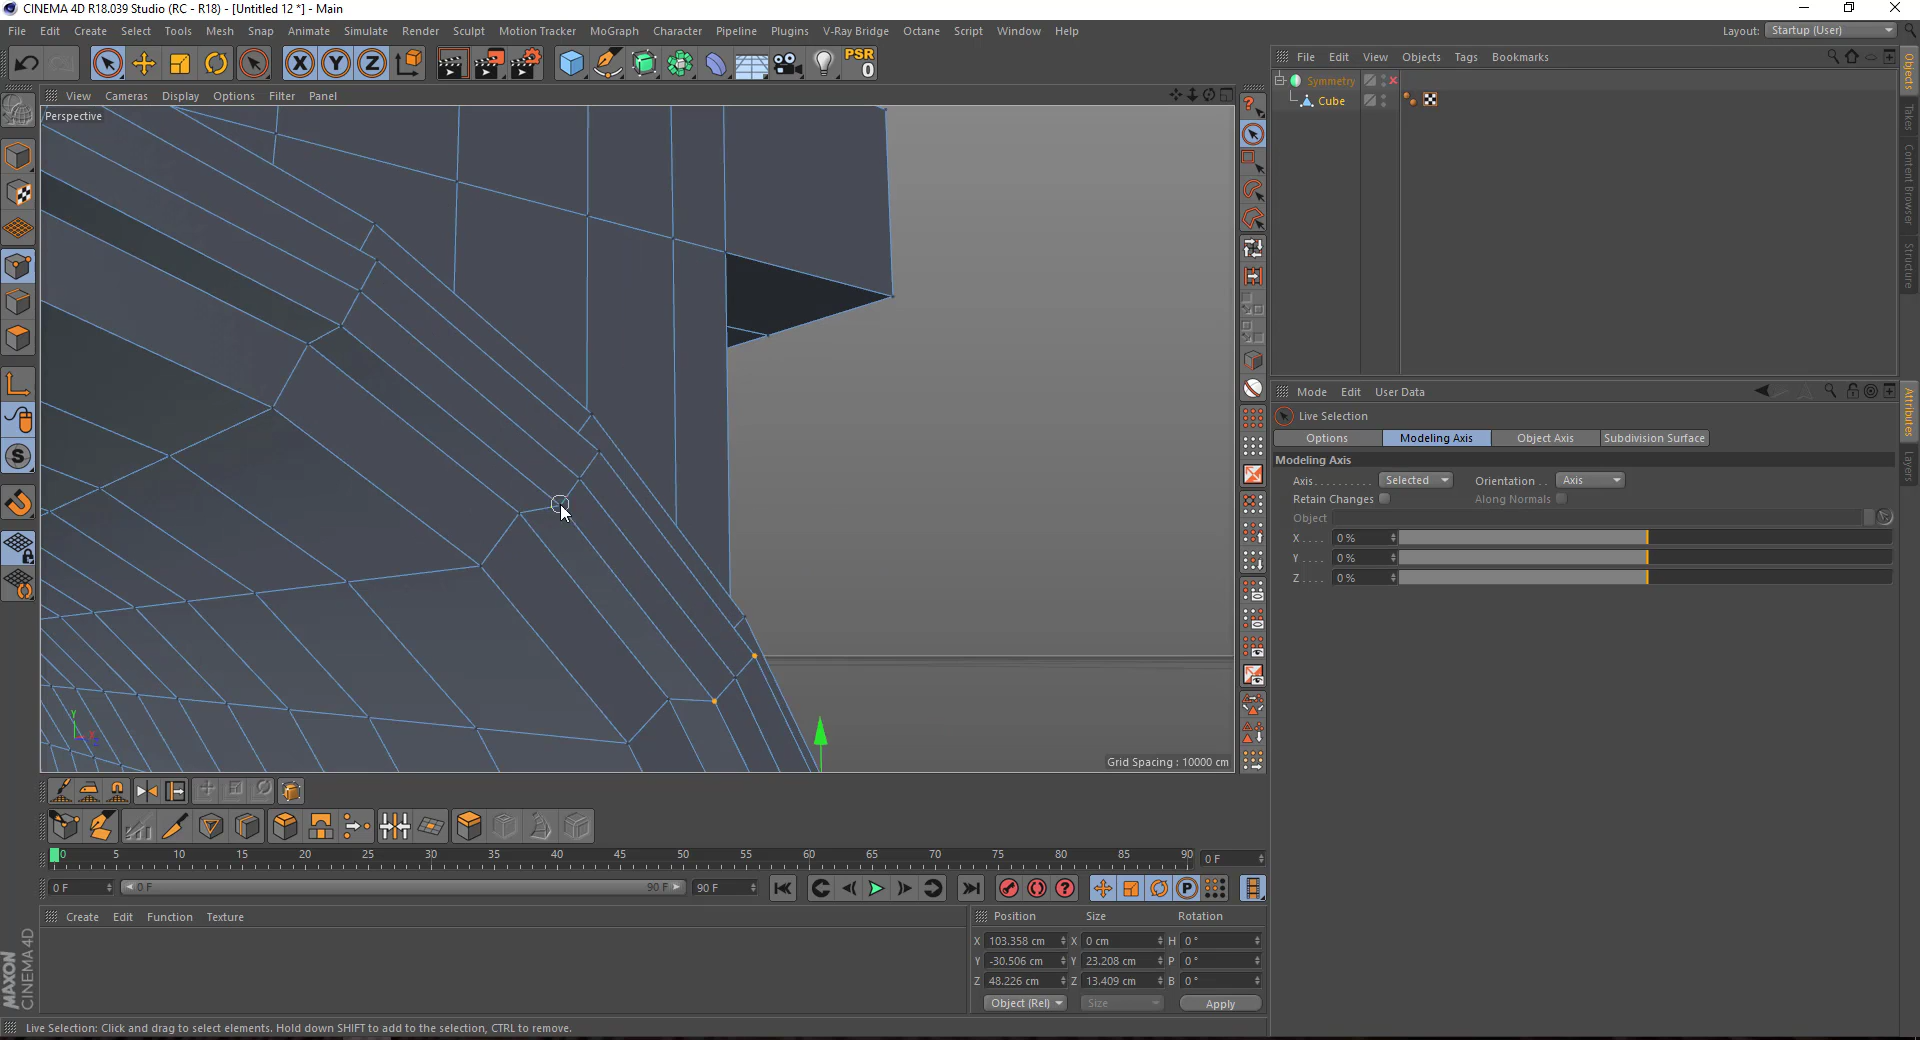 CINEMA 4D R18.039 Studio (RC - R18) - [Untitled 12 *] - Main
File Edit Create Select Tools Mesh Snap Animate Simulate Render Sculpt Motion Tracker MoGraph Character Pipeline Plugins V-Ray Bridge Octane Script Window Help
Layout: Startup (User)
X Y Z PSR
0
File Edit View Objects Tags Bookmarks
Symmetry
Cube
Objects
Takes
Content Browser
Structure
View Cameras Display Options Filter Panel
Perspective
Grid Spacing : 10000 cm
Y
X
Mode Edit User Data
Live Selection
Options Modeling Axis Object Axis Subdivision Surface
Modeling Axis
Axis.......... Selected Orientation . . Axis
Retain Changes Along Normals
Object
X . . . . 0 %
Y . . . . 0 %
Z . . . . 0 %
Attributes
Layers
0 5 10 15 20 25 30 35 40 45 50 55 60 65 70 75 80 85 90 0 F
0 F 0 F 90 F 90 F
Create Edit Function Texture
Position Size Rotation
X 103.358 cm X 0 cm H 0 °
Y -30.506 cm Y 23.208 cm P 0 °
Z 48.226 cm Z 13.409 cm B 0 °
Object (Rel) Size Apply
MAXON
CINEMA 4D
Live Selection: Click and drag to select elements. Hold down SHIFT to add to the selection, CTRL to remove.